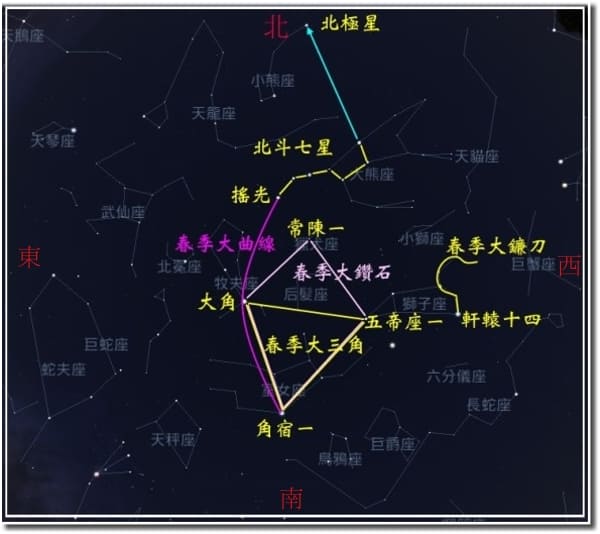 北
北極星
天鵝座
小熊座
天龍座
天琴座
北斗七星
天貓座
大熊座
搖光
武仙座
常陳一
獵犬座
小獅座
春季大曲線
春季大鐮刀
東
北冕座
春季大鑽石
巨蟹座
西
牧夫座
后髮座
獅子座
大角
五帝座一
軒轅十四
春季大三角
巨蛇座
蛇夫座
六分儀座
室女座
長蛇座
角宿一
天秤座
巨爵座
烏鴉座
南